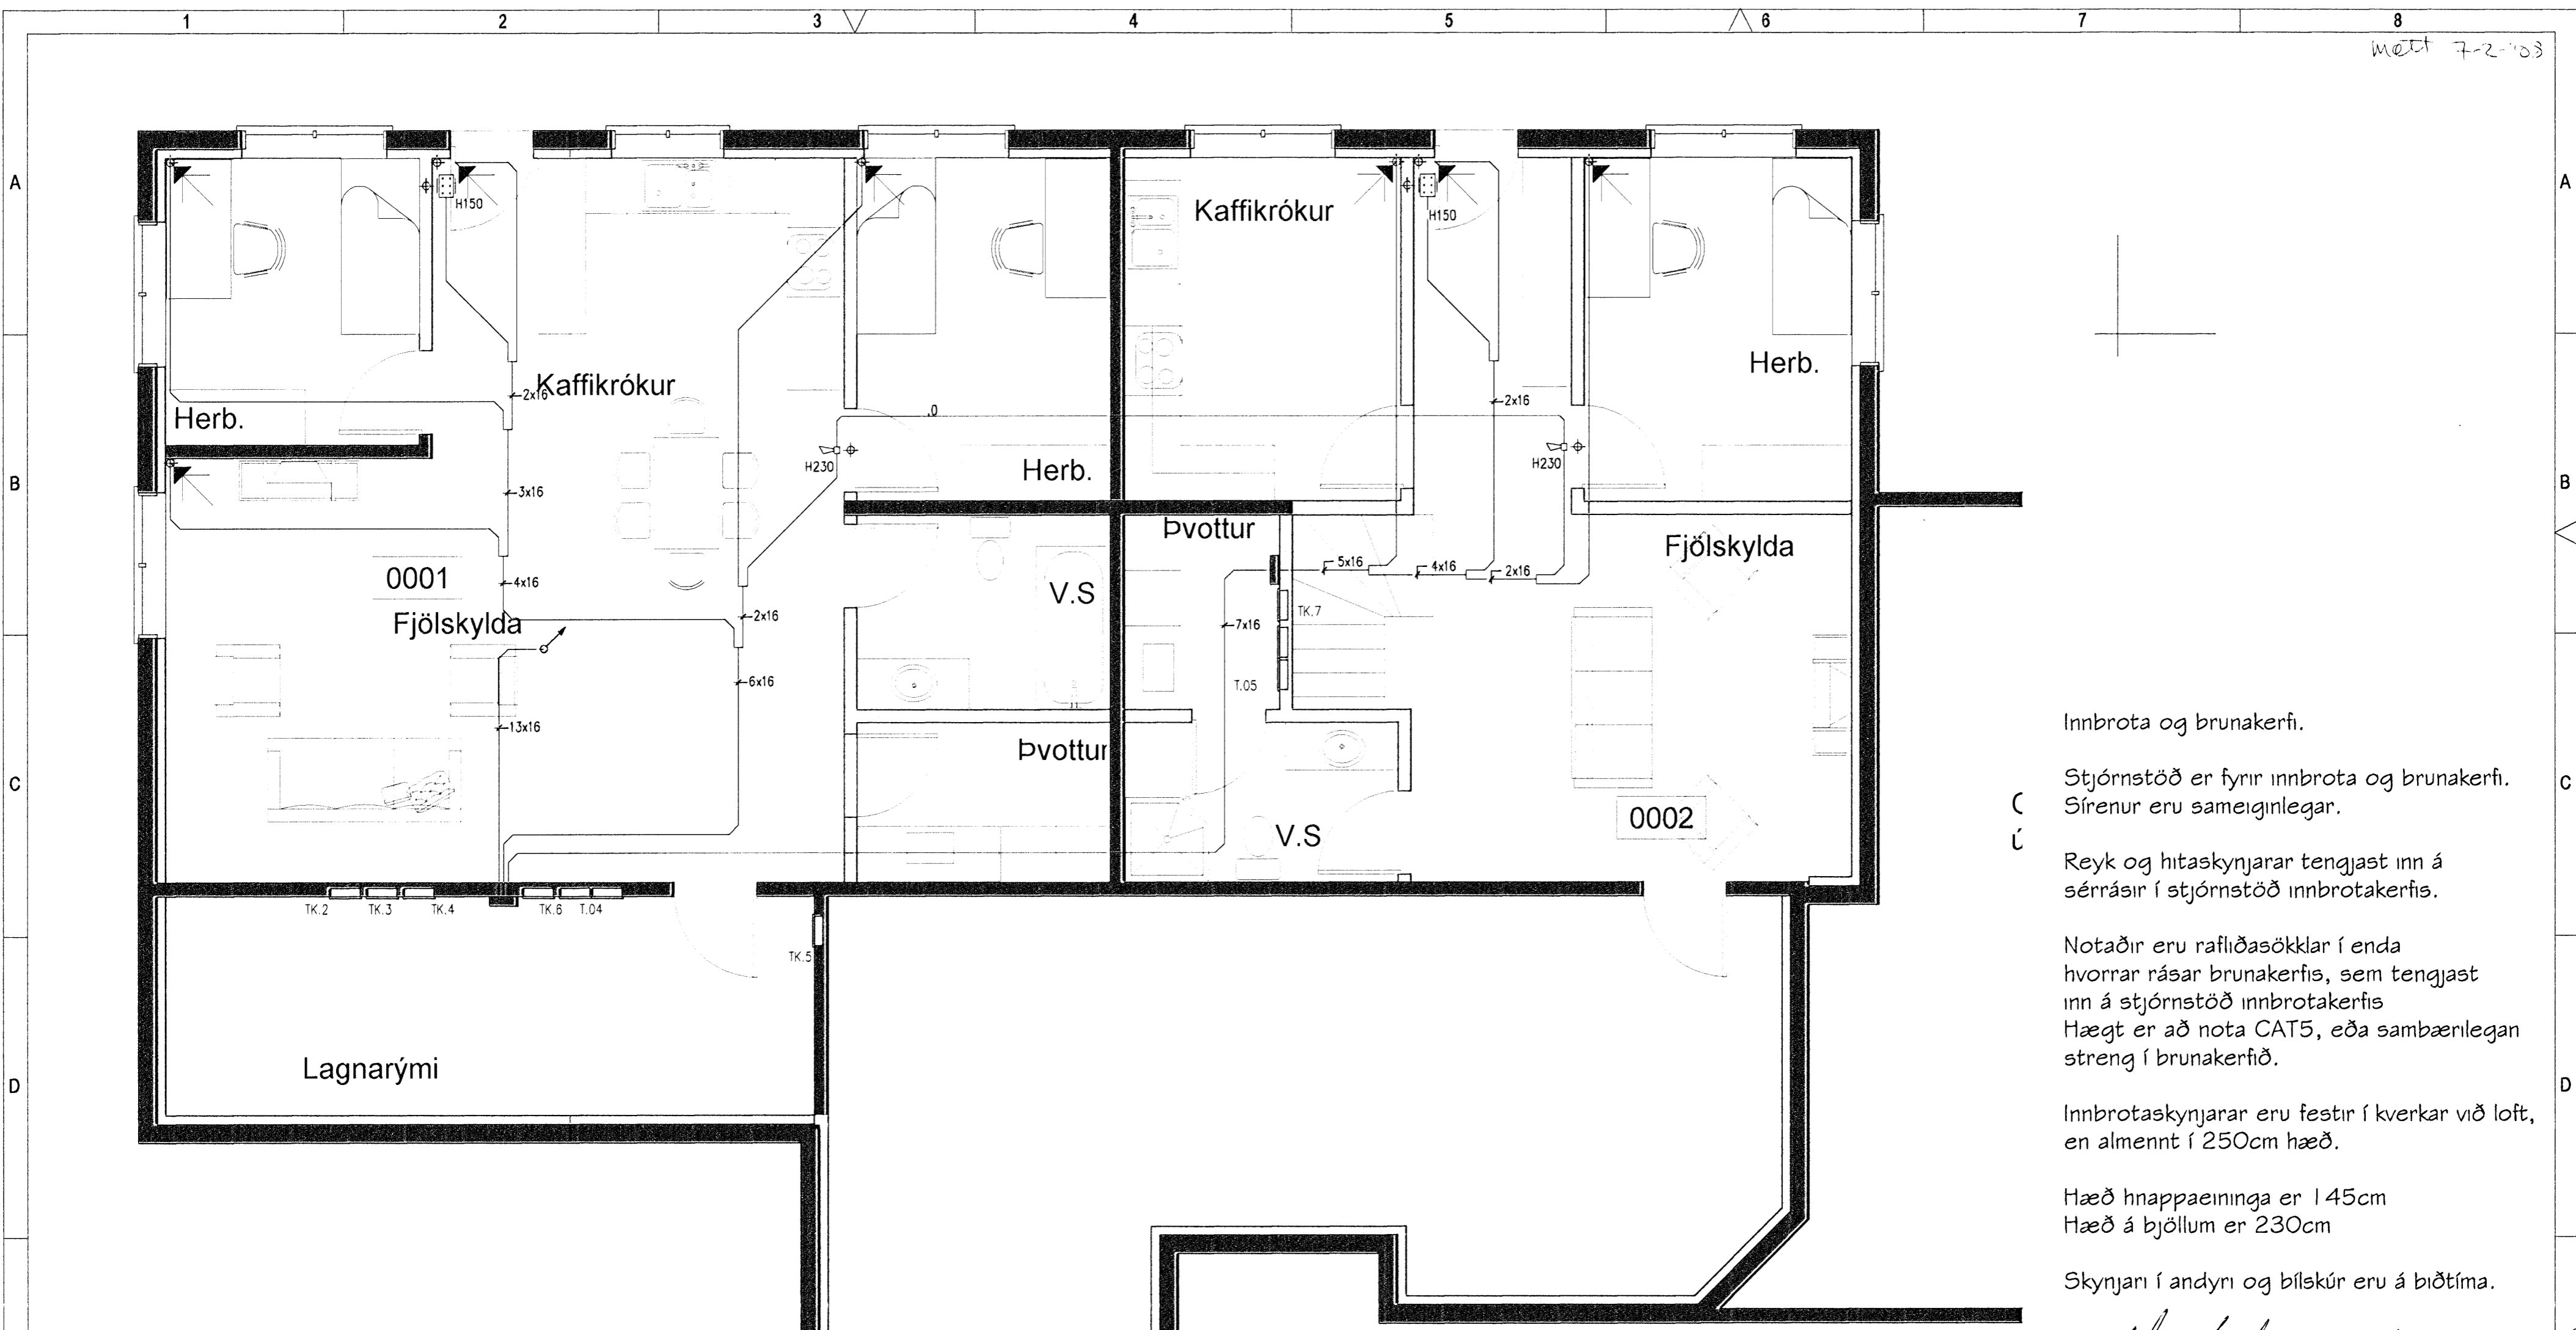 1 2 3 4 5 6 7 8
7-2-'03
A A
H150
Kaffikrókur
H150
Herb.
2x16
Kaffikrókur
2x16
Herb.
.0
B B
3x16
H230
Herb.
H230
Þvottur
Fjölskylda
0001
4x16
V.S
5x16
4x16
2x16
Fjölskylda
2x16
7x16
TK.7
6x16
T.05
13x16
Þvottur
C C
V.S
0002
TK.2
TK.3
TK.4
TK.6
T.04
TK.5
Lagnarými
D D
Innbrota og brunakerfi.
Stjórnstöð er fyrir innbrota og brunakerfi.
Sírenur eru sameiginlegar.
Reyk og hitaskynjarar tengjast inn á
sérrásir í stjórnstöð innbrotakerfis.
Notaðir eru rafliðasökklar í enda
hvorrar rásar brunakerfis, sem tengjast
inn á stjórnstöð innbrotakerfis
Hægt er að nota CAT5, eða sambærilegan
streng í brunakerfið.
Innbrotaskynjarar eru festir í kverkar við loft,
en almennt í 250cm hæð.
Hæð hnappaeininga er 145cm
Hæð á bjöllum er 230cm
Skynjari í andyri og bílskúr eru á biðtíma.